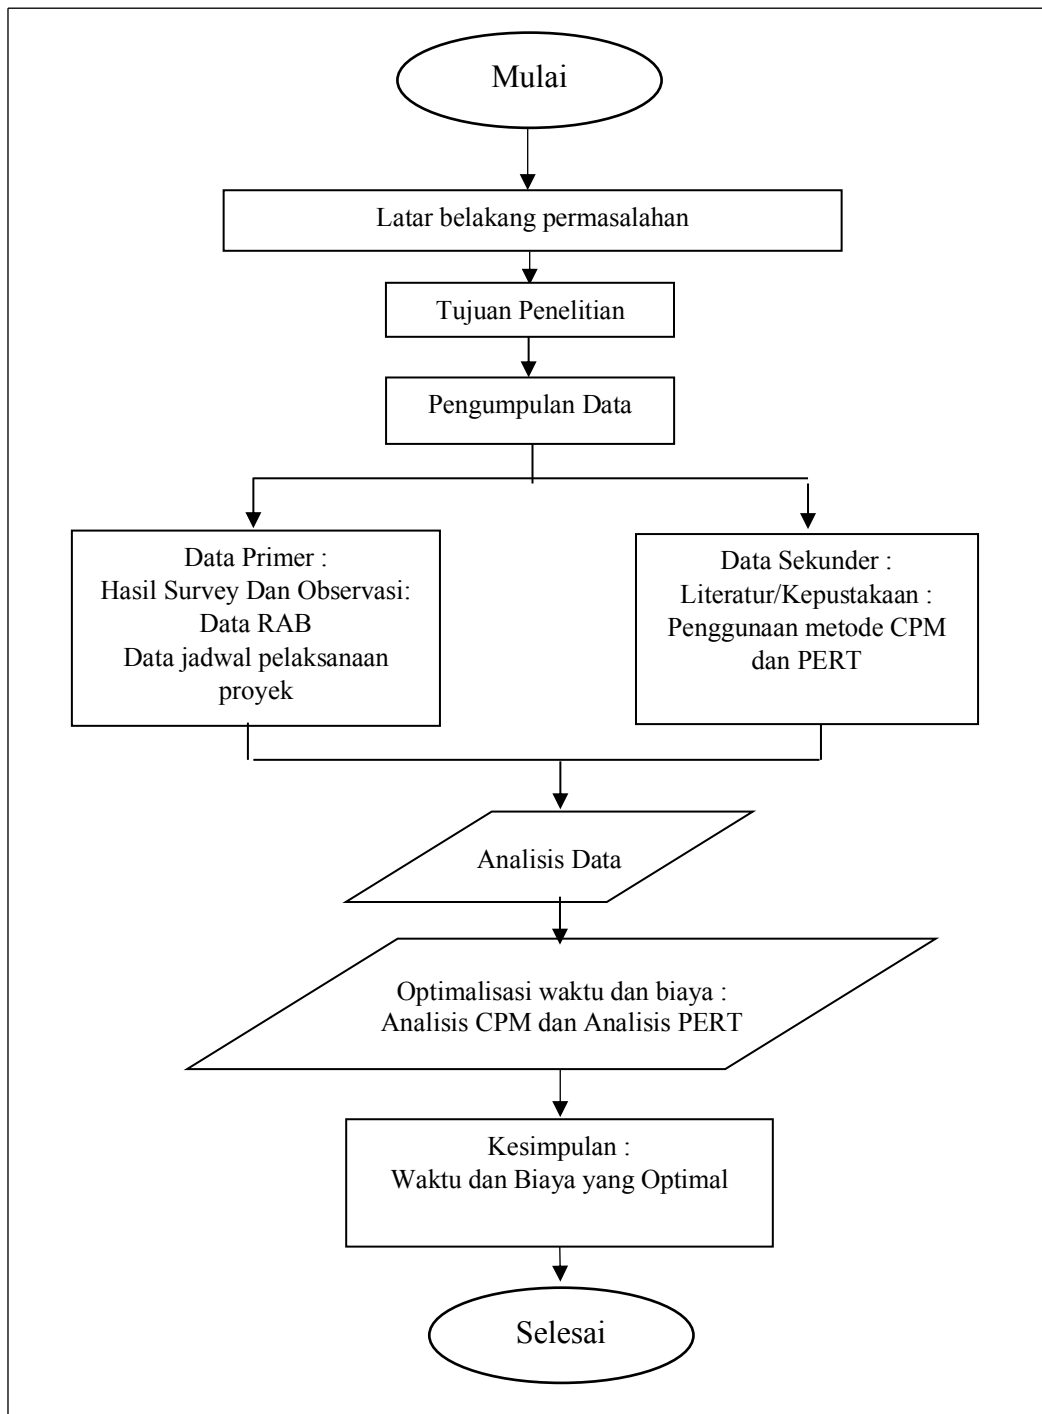 Mulai
Latar belakang permasalahan
Tujuan Penelitian
Pengumpulan Data
Data Primer :
Hasil Survey Dan Observasi:
Data RAB
Data jadwal pelaksanaan
proyek
Data Sekunder :
Literatur/Kepustakaan :
Penggunaan metode CPM
dan PERT
Analisis Data
Optimalisasi waktu dan biaya :
Analisis CPM dan Analisis PERT
Kesimpulan :
Waktu dan Biaya yang Optimal
Selesai